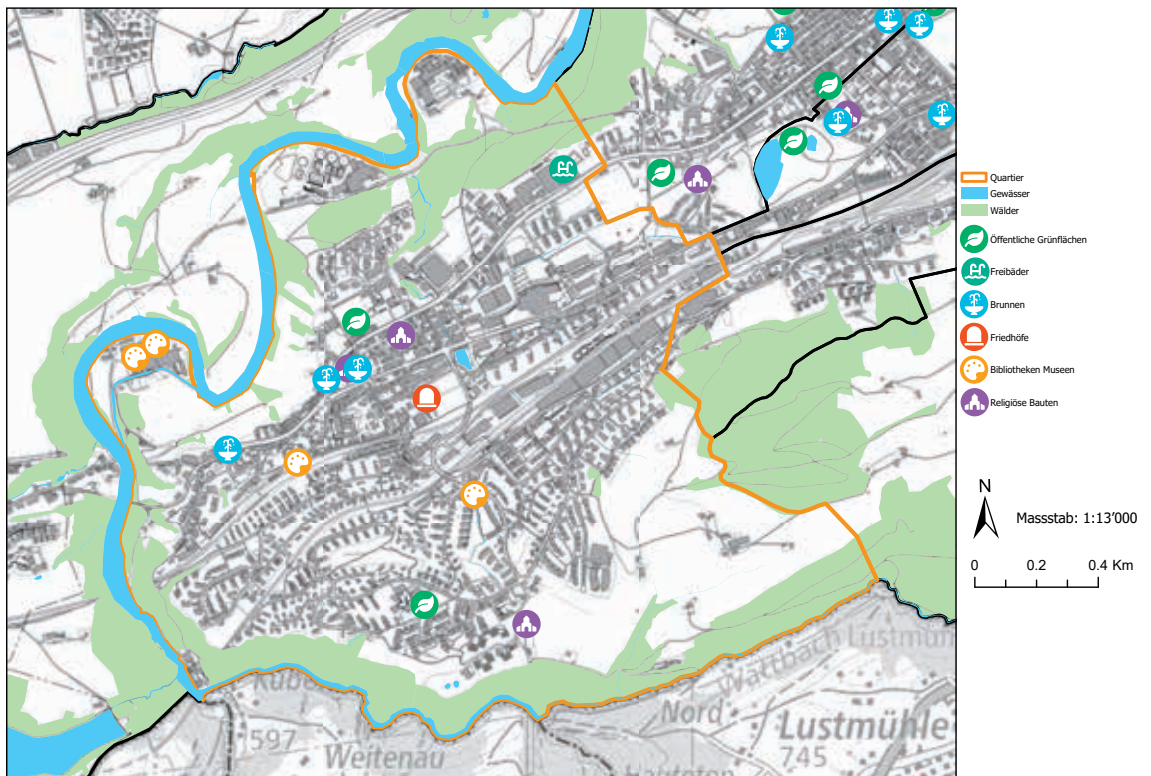 Quartier
Gewässer
Wälder
Öffentliche Grünflächen
Freibäder
Brunnen
Friedhöfe
Bibliotheken Museen
Religiöse Bauten
N
Massstab: 1:13'000
0 0.2 0.4 Km
Wattbach
Lustmüh
Nord
Lustmühle
745
597
Weitenau